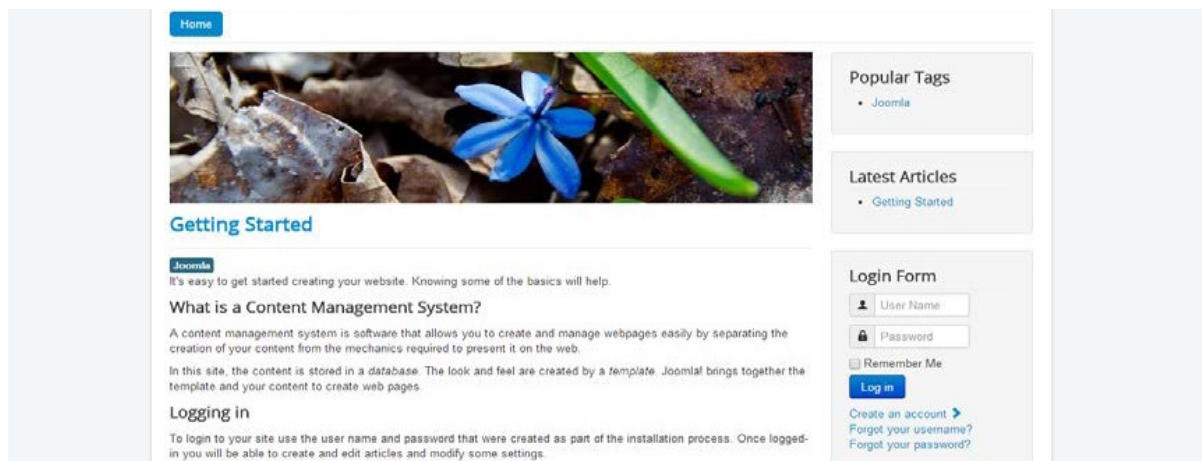 Home
Getting Started
Joomla
It's easy to get started creating your website. Knowing some of the basics will help.
What is a Content Management System?
A content management system is software that allows you to create and manage webpages easily by separating the
creation of your content from the mechanics required to present it on the web.
In this site, the content is stored in a database. The look and feel are created by a template. Joomla! brings together the
template and your content to create web pages.
Logging in
To login to your site use the user name and password that were created as part of the installation process. Once logged-
in you will be able to create and edit articles and modify some settings.
Popular Tags
Joomla
Latest Articles
Getting Started
Login Form
User Name
Password
Remember Me
Log in
Create an account
Forgot your username?
Forgot your password?